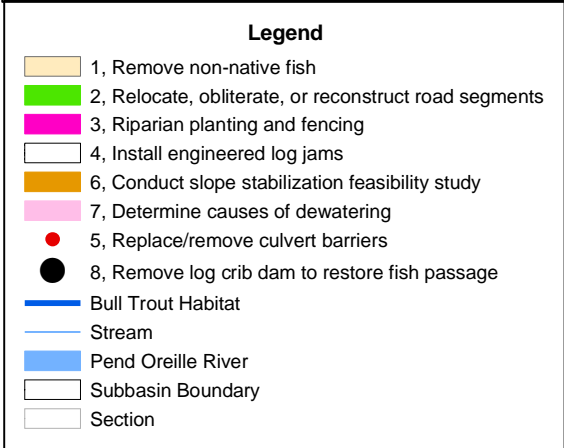 Legend
1, Remove non-native fish
2, Relocate, obliterate, or reconstruct road segments
3, Riparian planting and fencing
4, Install engineered log jams
6, Conduct slope stabilization feasibility study
7, Determine causes of dewatering
5, Replace/remove culvert barriers
8, Remove log crib dam to restore fish passage
Bull Trout Habitat
Stream
Pend Oreille River
Subbasin Boundary
Section